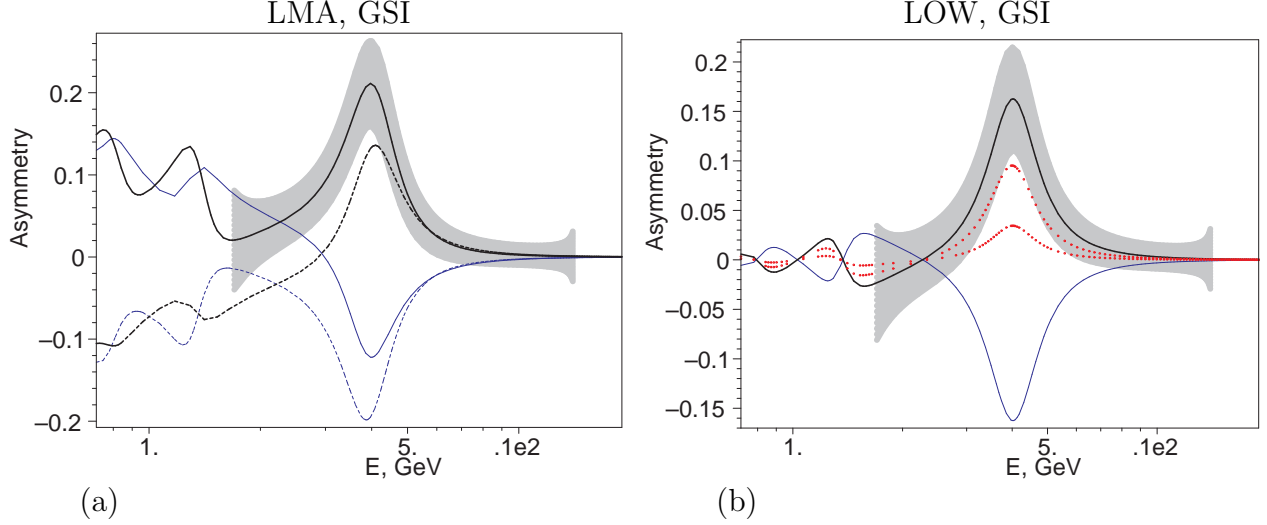 LMA, GSI
Asymmetry
0.2
0.1
0
–0.1
–0.2
1.
5.
.1e2
E, GeV
(a)
LOW, GSI
Asymmetry
0.2
0.15
0.1
0.05
0
–0.05
–0.1
–0.15
1.
5.
.1e2
E, GeV
(b)